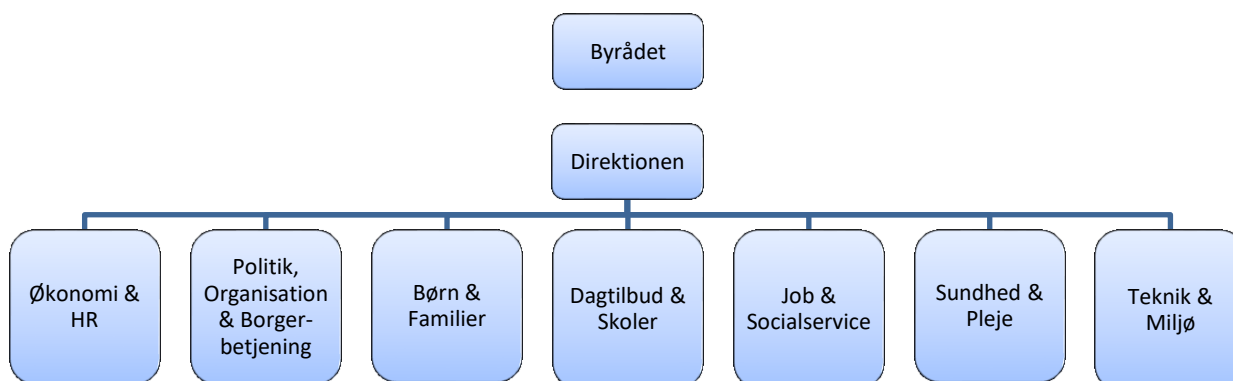 Byrådet
Direktionen
Økonomi &
HR
Politik,
Organisation
& Borger-
betjening
Børn &
Familier
Dagtilbud &
Skoler
Job &
Socialservice
Sundhed &
Pleje
Teknik &
Miljø